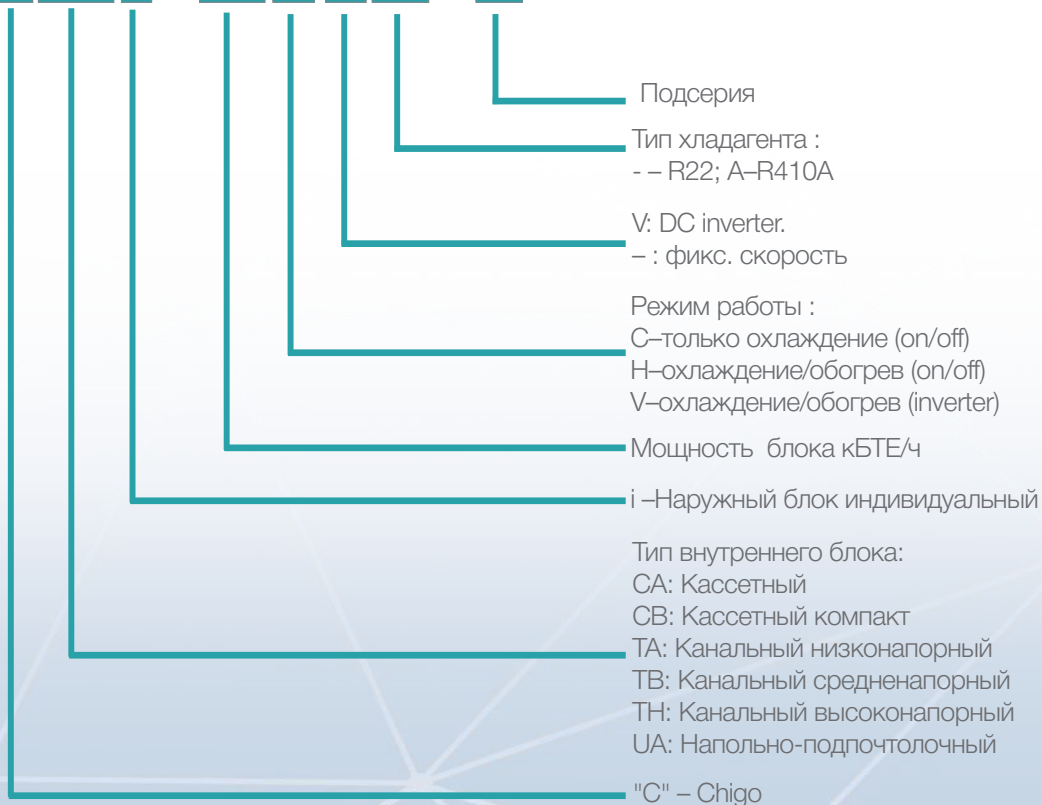 Подсерия
Тип хладагента :
- – R22; A–R410A
V: DC inverter.
– : фикс. скорость
Режим работы :
C–только охлаждение (on/off)
H–охлаждение/обогрев (on/off)
V–охлаждение/обогрев (inverter)
Мощность блока кБТЕ/ч
i –Наружный блок индивидуальный
Тип внутреннего блока:
CA: Кассетный
CB: Кассетный компакт
TA: Канальный низконапорный
TB: Канальный средненапорный
TH: Канальный высоконапорный
UA: Напольно-подпочтолочный
"C" – Chigo